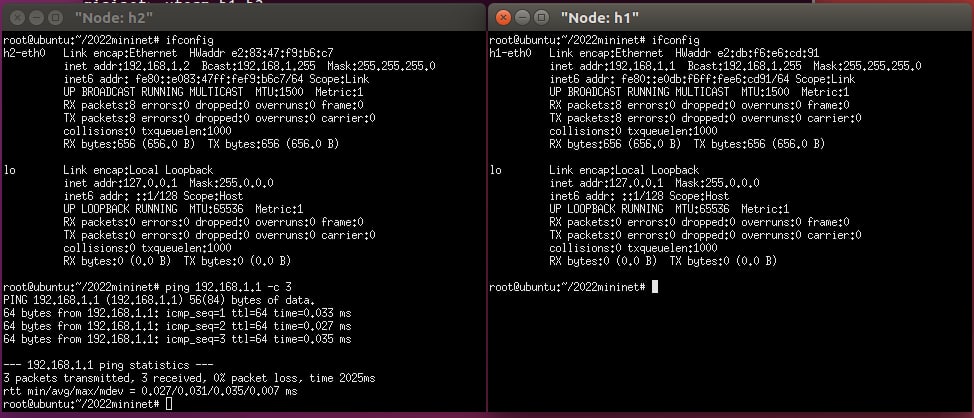 "Node: h2"
root@ubuntu:~/2022mininet# ifconfig
h2-eth0   Link encap:Ethernet  HWaddr e2:83:47:f9:b6:c7
          inet addr:192.168.1.2  Bcast:192.168.1.255  Mask:255.255.255.0
          inet6 addr: fe80::e083:47ff:fef9:b6c7/64 Scope:Link
          UP BROADCAST RUNNING MULTICAST  MTU:1500  Metric:1
          RX packets:8 errors:0 dropped:0 overruns:0 frame:0
          TX packets:8 errors:0 dropped:0 overruns:0 carrier:0
          collisions:0 txqueuelen:1000
          RX bytes:656 (656.0 B)  TX bytes:656 (656.0 B)
lo        Link encap:Local Loopback
          inet addr:127.0.0.1  Mask:255.0.0.0
          inet6 addr: ::1/128 Scope:Host
          UP LOOPBACK RUNNING  MTU:65536  Metric:1
          RX packets:0 errors:0 dropped:0 overruns:0 frame:0
          TX packets:0 errors:0 dropped:0 overruns:0 carrier:0
          collisions:0 txqueuelen:1000
          RX bytes:0 (0.0 B)  TX bytes:0 (0.0 B)
root@ubuntu:~/2022mininet# ping 192.168.1.1 -c 3
PING 192.168.1.1 (192.168.1.1) 56(84) bytes of data.
64 bytes from 192.168.1.1: icmp_seq=1 ttl=64 time=0.033 ms
64 bytes from 192.168.1.1: icmp_seq=2 ttl=64 time=0.027 ms
64 bytes from 192.168.1.1: icmp_seq=3 ttl=64 time=0.035 ms
--- 192.168.1.1 ping statistics ---
3 packets transmitted, 3 received, 0% packet loss, time 2025ms
rtt min/avg/max/mdev = 0.027/0.031/0.035/0.007 ms
root@ubuntu:~/2022mininet#
"Node: h1"
root@ubuntu:~/2022mininet# ifconfig
h1-eth0   Link encap:Ethernet  HWaddr e2:db:f6:e6:cd:91
          inet addr:192.168.1.1  Bcast:192.168.1.255  Mask:255.255.255.0
          inet6 addr: fe80::e0db:f6ff:fee6:cd91/64 Scope:Link
          UP BROADCAST RUNNING MULTICAST  MTU:1500  Metric:1
          RX packets:8 errors:0 dropped:0 overruns:0 frame:0
          TX packets:8 errors:0 dropped:0 overruns:0 carrier:0
          collisions:0 txqueuelen:1000
          RX bytes:656 (656.0 B)  TX bytes:656 (656.0 B)
lo        Link encap:Local Loopback
          inet addr:127.0.0.1  Mask:255.0.0.0
          inet6 addr: ::1/128 Scope:Host
          UP LOOPBACK RUNNING  MTU:65536  Metric:1
          RX packets:0 errors:0 dropped:0 overruns:0 frame:0
          TX packets:0 errors:0 dropped:0 overruns:0 carrier:0
          collisions:0 txqueuelen:1000
          RX bytes:0 (0.0 B)  TX bytes:0 (0.0 B)
root@ubuntu:~/2022mininet#